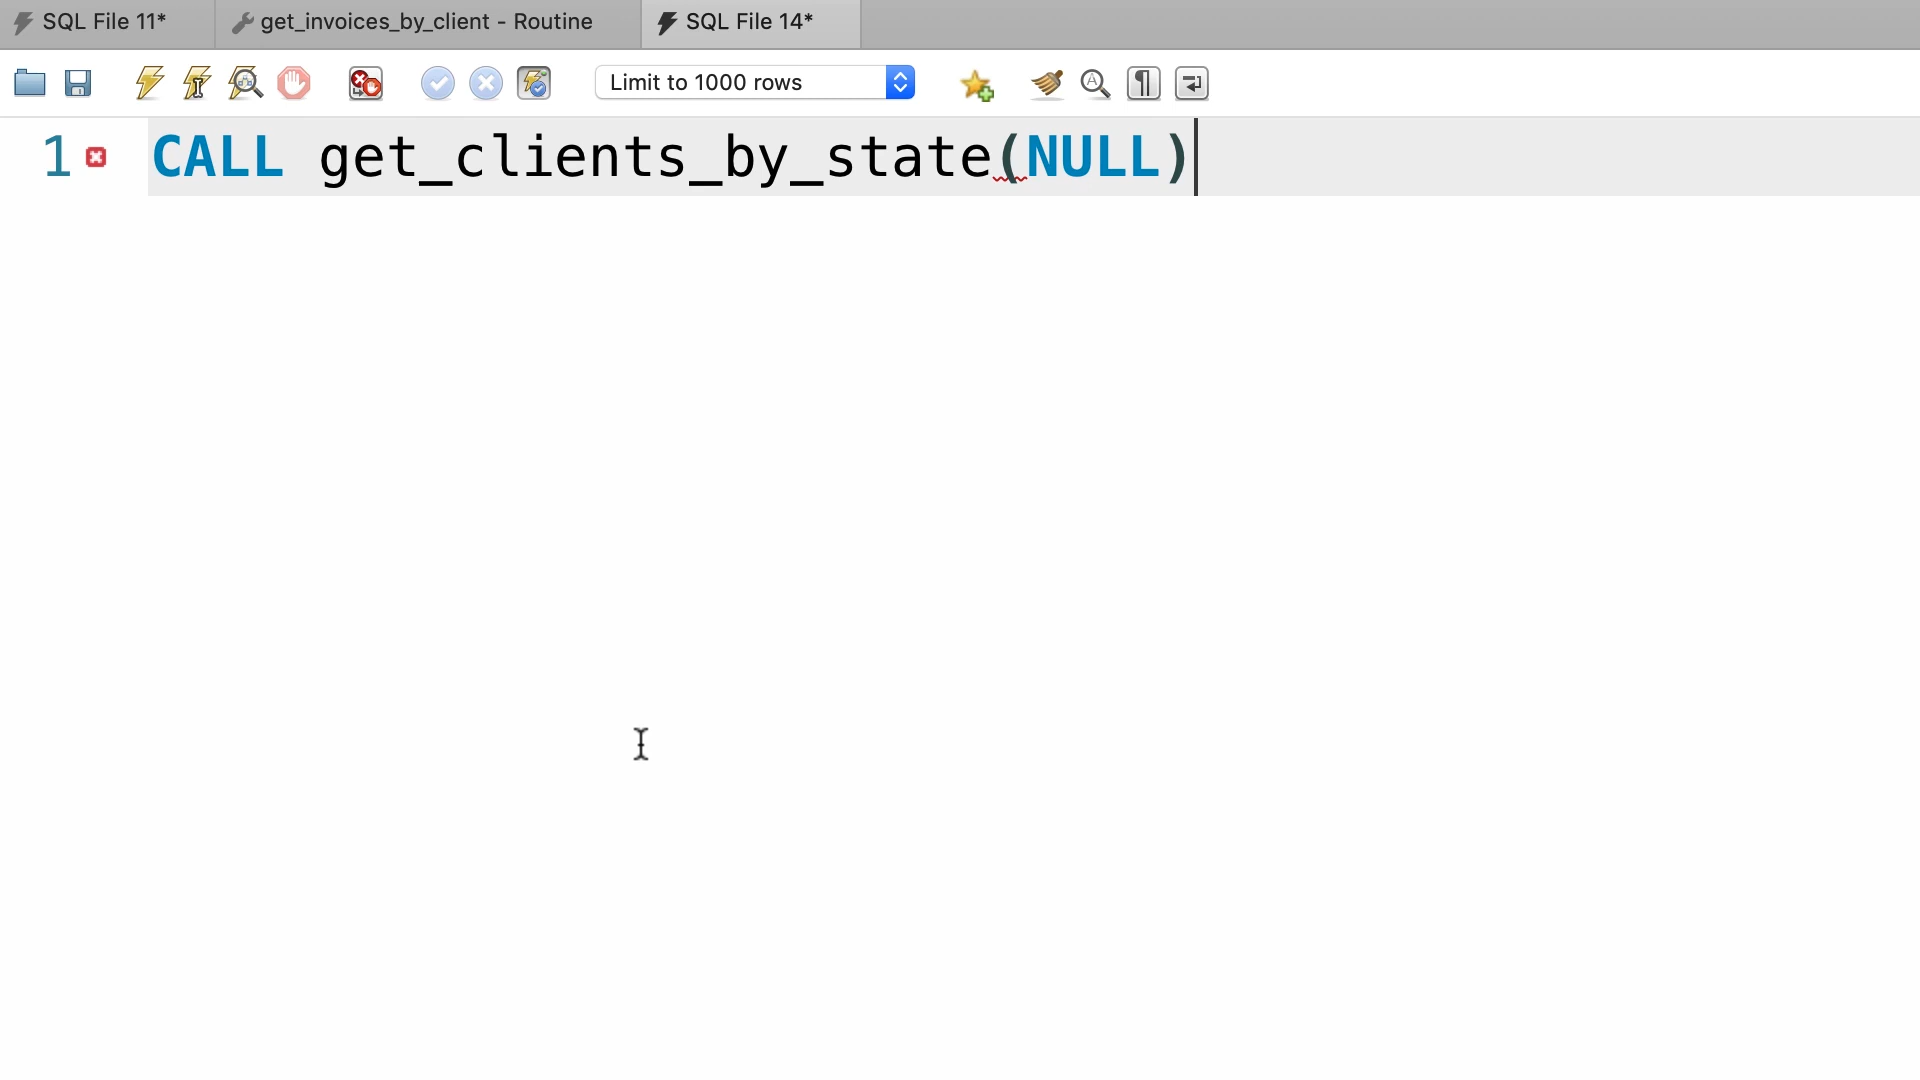 SQL File 11*
get_invoices_by_client - Routine
SQL File 14*
Limit to 1000 rows
1 CALL get_clients_by_state(NULL)